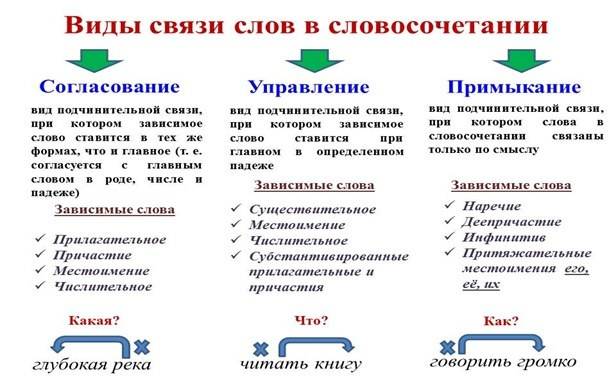 Виды связи слов в словосочетании
Согласование
вид подчинительной связи,
при котором зависимое
слово ставится в тех же
формах, что и главное (т. е.
согласуется с главным
словом в роде, числе и
падеже)
Зависимые слова
✓ Прилагательное
✓ Причастие
✓ Местоимение
✓ Числительное
Какая?
глубокая река
Управление
вид подчинительной связи,
при котором зависимое
слово ставится при
главном в определенном
падеже
Зависимые слова
✓ Существительное
✓ Местоимение
✓ Числительное
✓ Субстантивированные
прилагательные и
причастия
Что?
читать книгу
Примыкание
вид подчинительной связи,
при котором слова в
словосочетании связаны
только по смыслу
Зависимые слова
✓ Наречие
✓ Деепричастие
✓ Инфинитив
✓ Притяжательные
местоимения его,
её, их
Как?
говорить громко